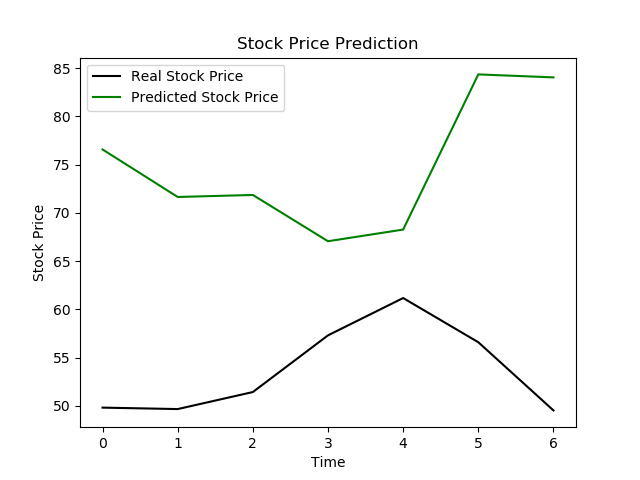 Stock Price Prediction
Real Stock Price
Predicted Stock Price
Stock Price
85
80
75
70
65
60
55
50
0 1 2 3 4 5 6
Time